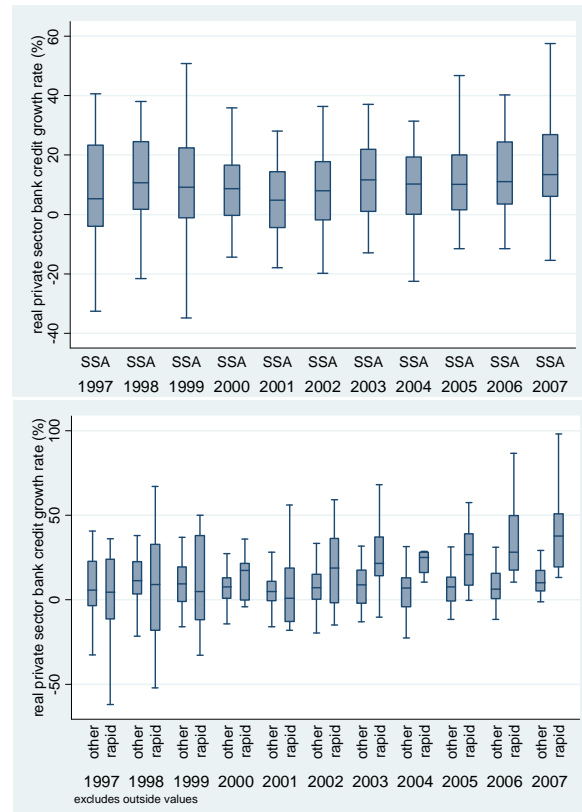 real private sector bank credit growth rate (%)
60
40
20
0
-20
-40
SSA SSA SSA SSA SSA SSA SSA SSA SSA SSA SSA
1997 1998 1999 2000 2001 2002 2003 2004 2005 2006 2007
real private sector bank credit growth rate (%)
100
50
0
-50
other rapid other rapid other rapid other rapid other rapid other rapid other rapid other rapid other rapid other rapid other rapid
1997 1998 1999 2000 2001 2002 2003 2004 2005 2006 2007
excludes outside values